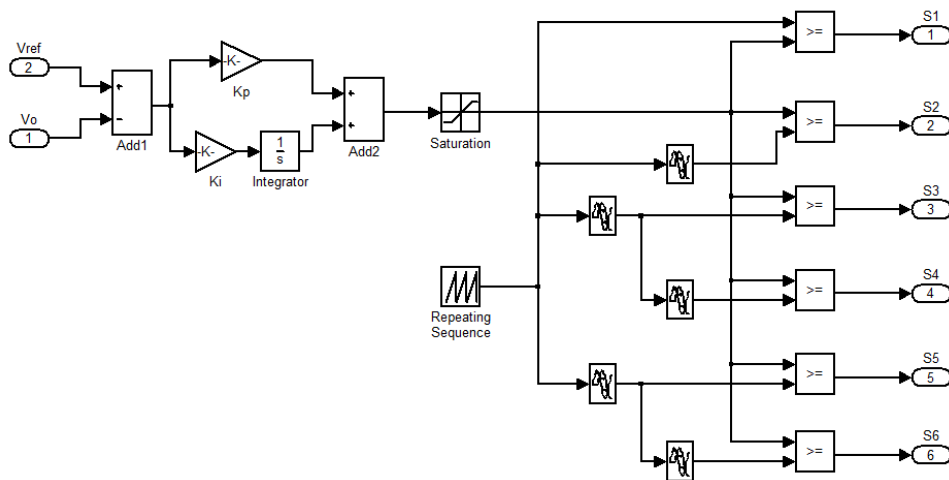 S1
>=
1
Vref
2
-K-
Kp
+
-
Add1
Vo
1
+
+
Add2
Saturation
S2
>=
2
-K-
Ki
1
s
Integrator
S3
>=
3
S4
>=
4
Repeating
Sequence
S5
>=
5
S6
>=
6